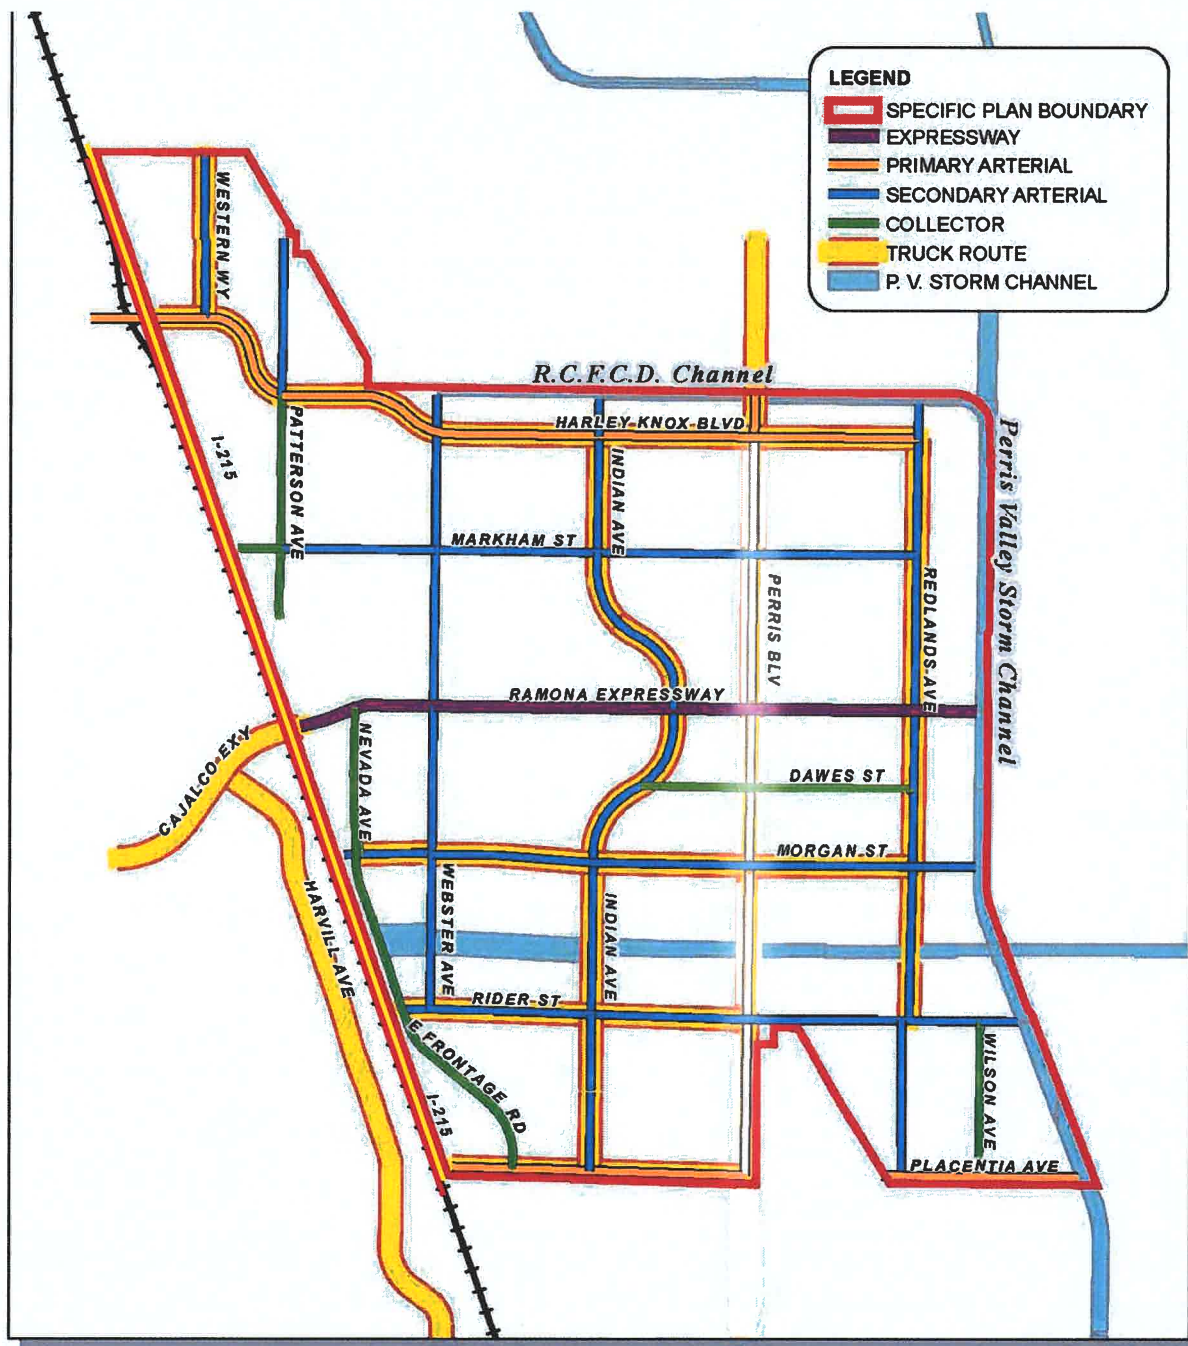 LEGEND
SPECIFIC PLAN BOUNDARY
EXPRESSWAY
PRIMARY ARTERIAL
SECONDARY ARTERIAL
COLLECTOR
TRUCK ROUTE
P. V. STORM CHANNEL
WESTERN WY
R.C.F.C.D. Channel
HARLEY KNOX BLVD
PATTERSON AVE
I-215
INDIAN AVE
Perris Valley Storm Channel
MARKHAM ST
PERRIS BLV
REDLANDS AVE
RAMONA EXPRESSWAY
CAJALCO EXY
NEVADA AVE
DAWES ST
MORGAN ST
HARVILL AVE
WEBSTER AVE
INDIAN AVE
RIDER ST
E FRONTAGE RD
WILSON AVE
I-215
PLACENTIA AVE